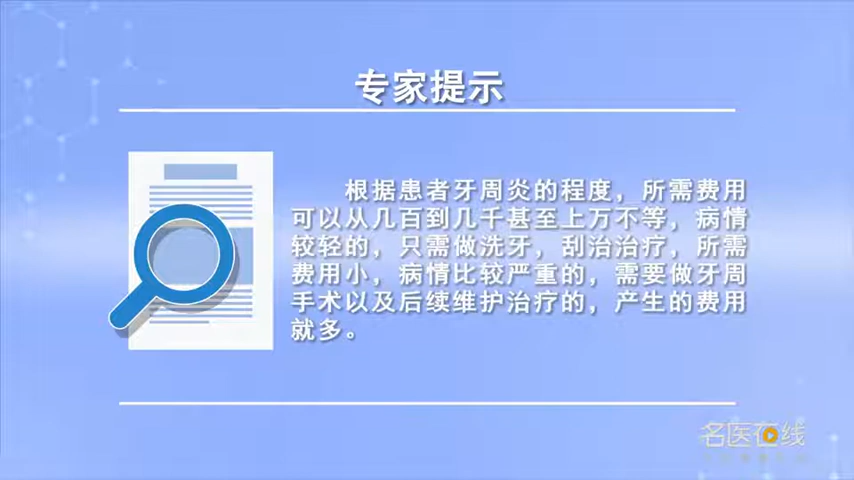 专家提示
根据患者牙周炎的程度，所需费用
可以从几百到几千甚至上万不等，病情
较轻的，只需做洗牙，刮治治疗，所需
费用小，病情比较严重的，需要做牙周
手术以及后续维护治疗的，产生的费用
就多。
名医在线